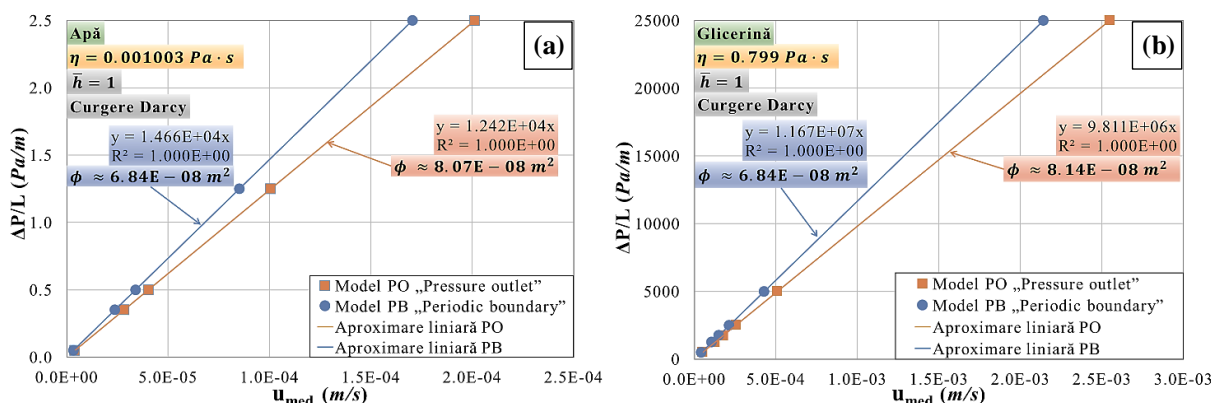 (a)
Apă
η = 0.001003 Pa · s
h̅ = 1
Curgere Darcy
y = 1.466E+04x
R² = 1.000E+00
ϕ ≈ 6.84E − 08 m²
y = 1.242E+04x
R² = 1.000E+00
ϕ ≈ 8.07E − 08 m²
Model PO „Pressure outlet”
Model PB „Periodic boundary”
Aproximare liniară PO
Aproximare liniară PB
ΔP/L (Pa/m)
2.5
2.0
1.5
1.0
0.5
0.0
0.0E+00 5.0E-05 1.0E-04 1.5E-04 2.0E-04 2.5E-04
u_med (m/s)
(b)
Glicerină
η = 0.799 Pa · s
h̅ = 1
Curgere Darcy
y = 1.167E+07x
R² = 1.000E+00
ϕ ≈ 6.84E − 08 m²
y = 9.811E+06x
R² = 1.000E+00
ϕ ≈ 8.14E − 08 m²
Model PO „Pressure outlet”
Model PB „Periodic boundary”
Aproximare liniară PO
Aproximare liniară PB
ΔP/L (Pa/m)
25000
20000
15000
10000
5000
0
0.0E+00 5.0E-04 1.0E-03 1.5E-03 2.0E-03 2.5E-03 3.0E-03
u_med (m/s)